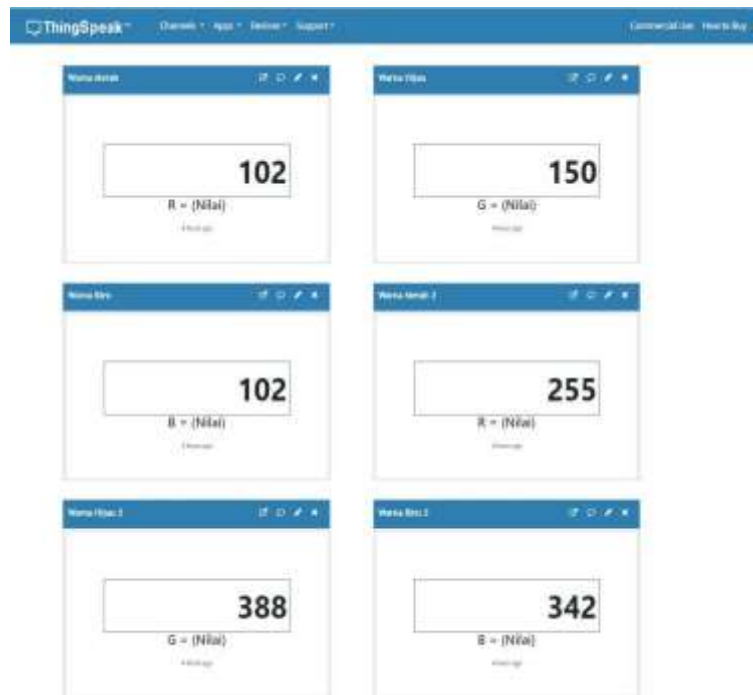 ThingSpeak™
Channels Apps Devices Support
Commercial Use How to Buy
Warna Merah
102
R = (Nilai)
Warna Hijau
150
G = (Nilai)
Warna Biru
102
B = (Nilai)
Warna Merah 2
255
R = (Nilai)
Warna Hijau 2
388
G = (Nilai)
Warna Biru 2
342
B = (Nilai)